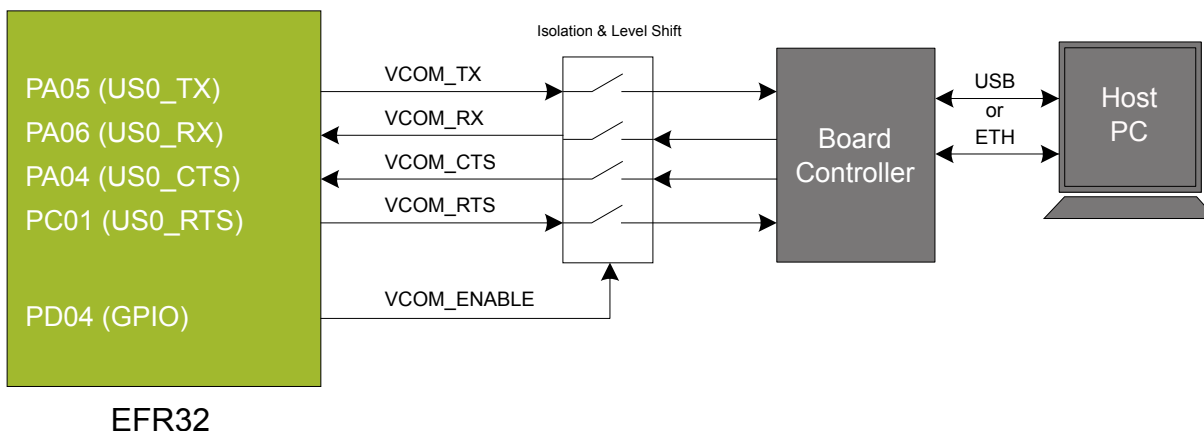 Isolation & Level Shift
PA05 (US0_TX)
VCOM_TX
PA06 (US0_RX)
VCOM_RX
PA04 (US0_CTS)
VCOM_CTS
PC01 (US0_RTS)
VCOM_RTS
PD04 (GPIO)
VCOM_ENABLE
Board
Controller
USB
or
ETH
Host
PC
EFR32